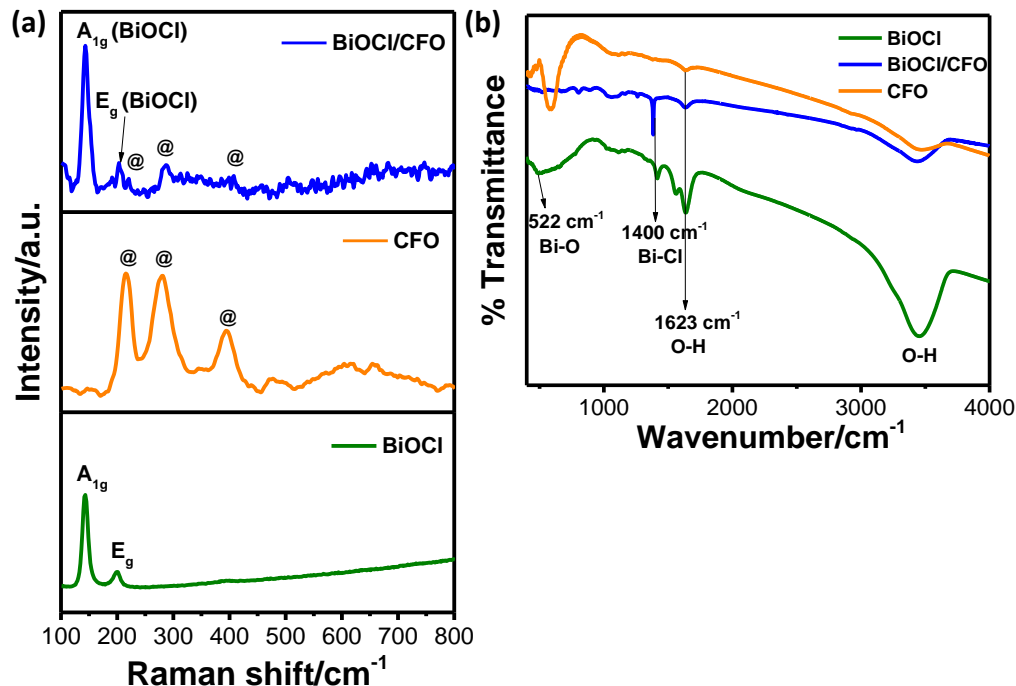 (a)
A1g (BiOCl)
BiOCl/CFO
Eg (BiOCl)
@
@
@
CFO
@
@
@
BiOCl
A1g
Eg
Intensity/a.u.
100 200 300 400 500 600 700 800
Raman shift/cm-1
(b)
BiOCl
BiOCl/CFO
CFO
522 cm-1
Bi-O
1400 cm-1
Bi-Cl
1623 cm-1
O-H
O-H
% Transmittance
1000 2000 3000 4000
Wavenumber/cm-1